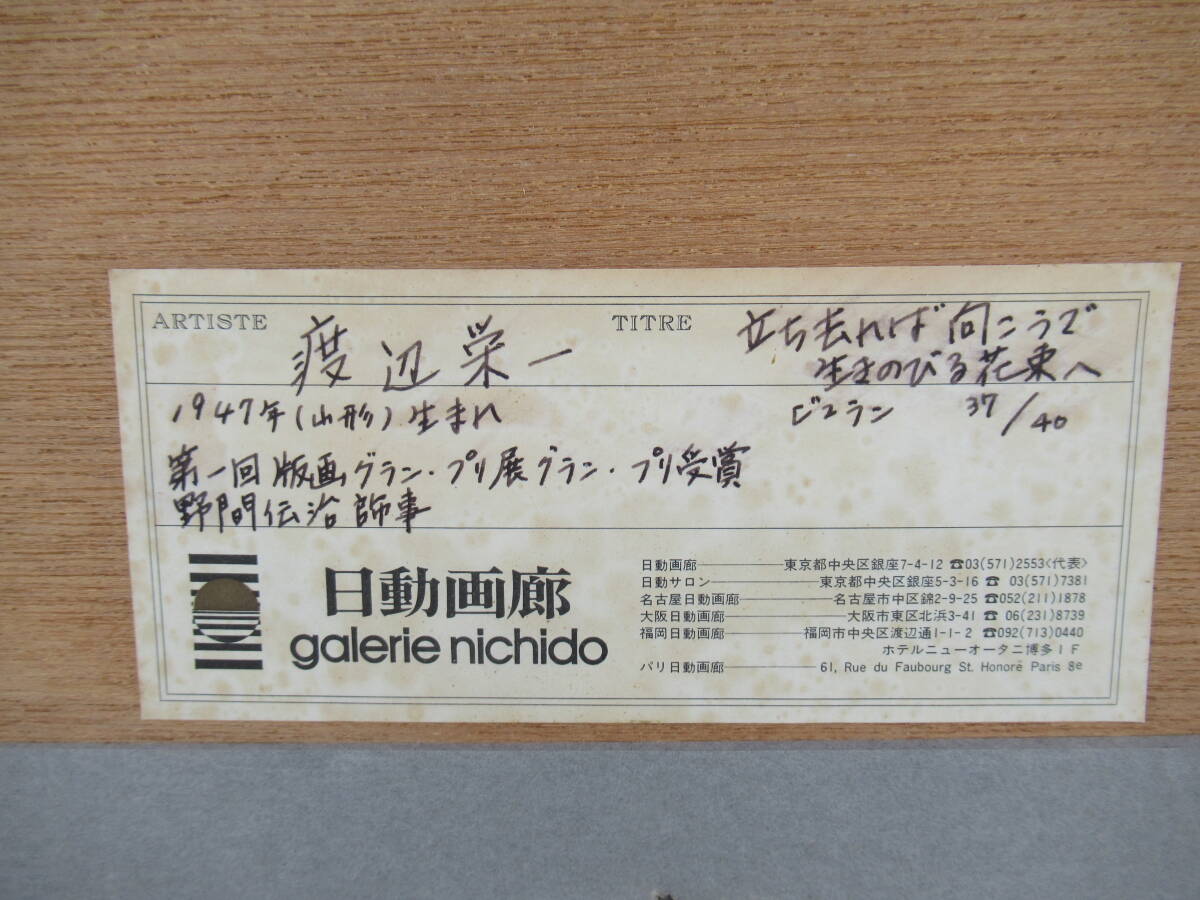 ARTISTE 渡辺栄一
TITRE 立ち去れば向こうで
生きのびる花束へ
1947年(山形)生まれ
ビュラン 37/40
第一回版画グラン・プリ展グラン・プリ受賞
野間伝治師事
日動画廊
galerie nichido
日動画廊 東京都中央区銀座7-4-12 ☎03(571)2553<代表>
日動サロン 東京都中央区銀座5-3-16 ☎ 03(571)7381
名古屋日動画廊 名古屋市中区錦2-9-25 ☎052(211)1878
大阪日動画廊 大阪市東区北浜3-41 ☎ 06(231)8739
福岡日動画廊 福岡市中央区渡辺通1-1-2 ☎092(713)0440
ホテルニューオータニ博多1F
パリ日動画廊 61, Rue du Faubourg St. Honoré Paris 8e